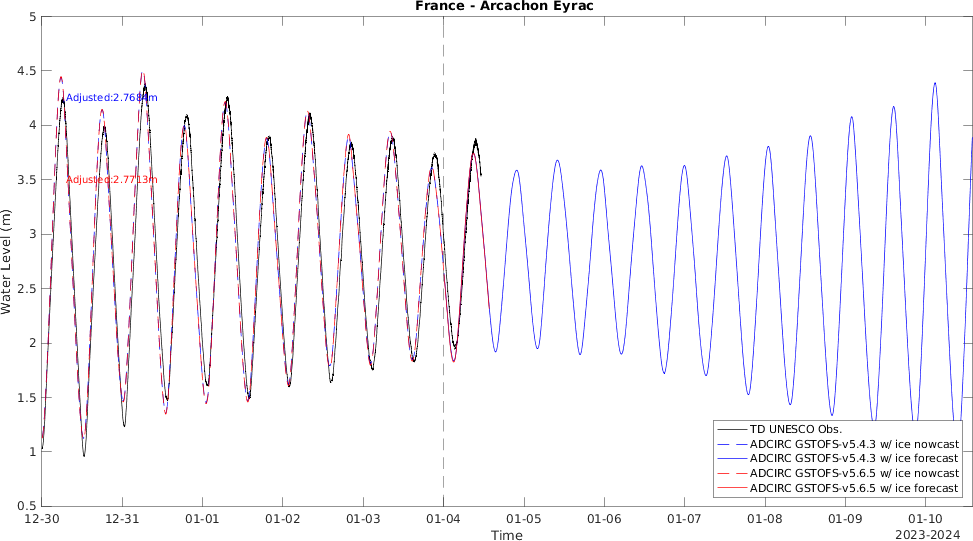 France - Arcachon Eyrac
5
4.5
4
3.5
3
2.5
2
1.5
1
0.5
Water Level (m)
Adjusted:2.7684m
Adjusted:2.7713m
TD UNESCO Obs.
ADCIRC GSTOFS-v5.4.3 w/ ice nowcast
ADCIRC GSTOFS-v5.4.3 w/ ice forecast
ADCIRC GSTOFS-v5.6.5 w/ ice nowcast
ADCIRC GSTOFS-v5.6.5 w/ ice forecast
12-30 12-31 01-01 01-02 01-03 01-04 01-05 01-06 01-07 01-08 01-09 01-10
Time
2023-2024